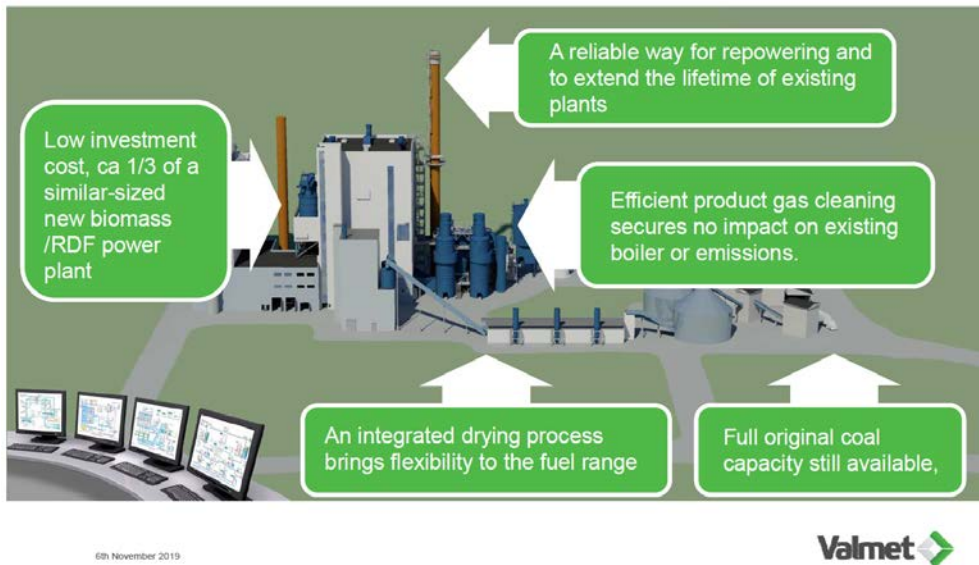 A reliable way for repowering and
to extend the lifetime of existing
plants
Low investment
cost, ca 1/3 of a
similar-sized
new biomass
/RDF power
plant
Efficient product gas cleaning
secures no impact on existing
boiler or emissions.
An integrated drying process
brings flexibility to the fuel range
Full original coal
capacity still available,
6th November 2019
Valmet